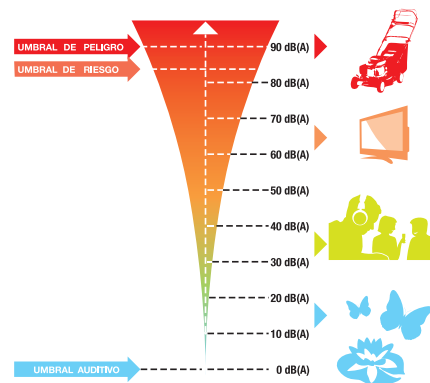 UMBRAL DE PELIGRO
90 dB(A)
UMBRAL DE RIESGO
80 dB(A)
70 dB(A)
60 dB(A)
50 dB(A)
40 dB(A)
30 dB(A)
20 dB(A)
10 dB(A)
UMBRAL AUDITIVO
0 dB(A)